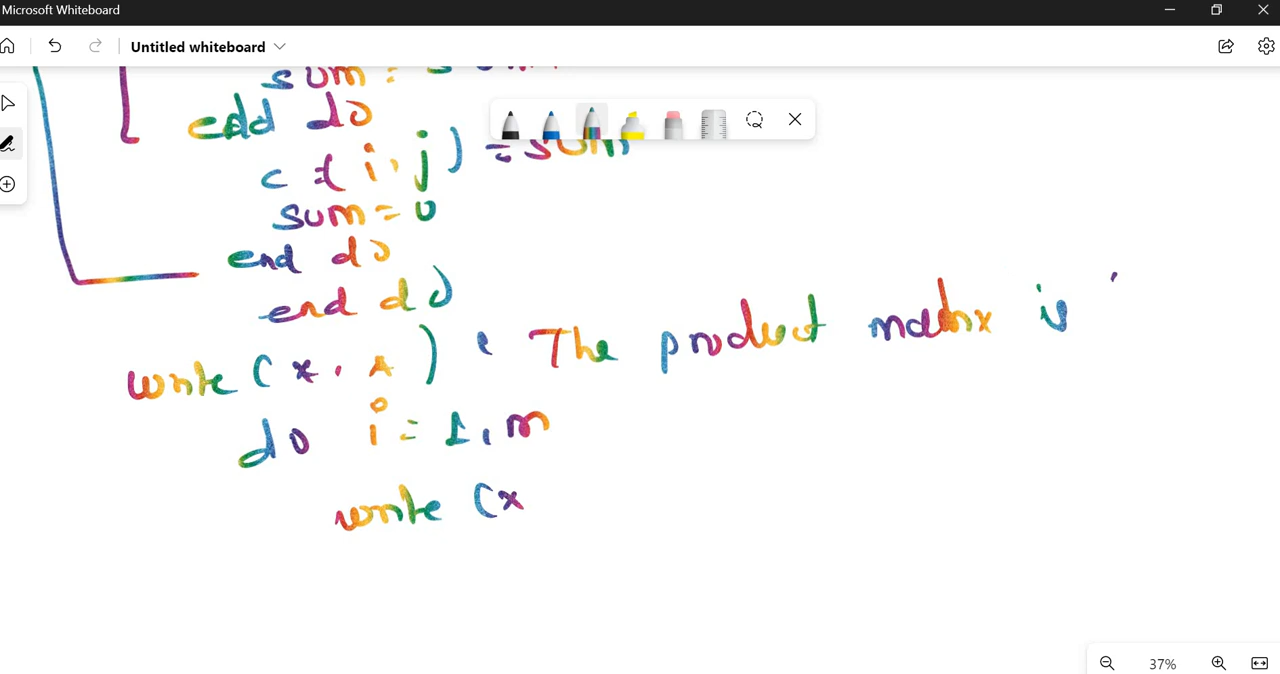 Microsoft Whiteboard
Untitled whiteboard
sum =
edd do
c (i, j) = sum
sum = 0
end do
end do
write (*, *) ' The product matrix is '
do i = 1, m
write (*
37%